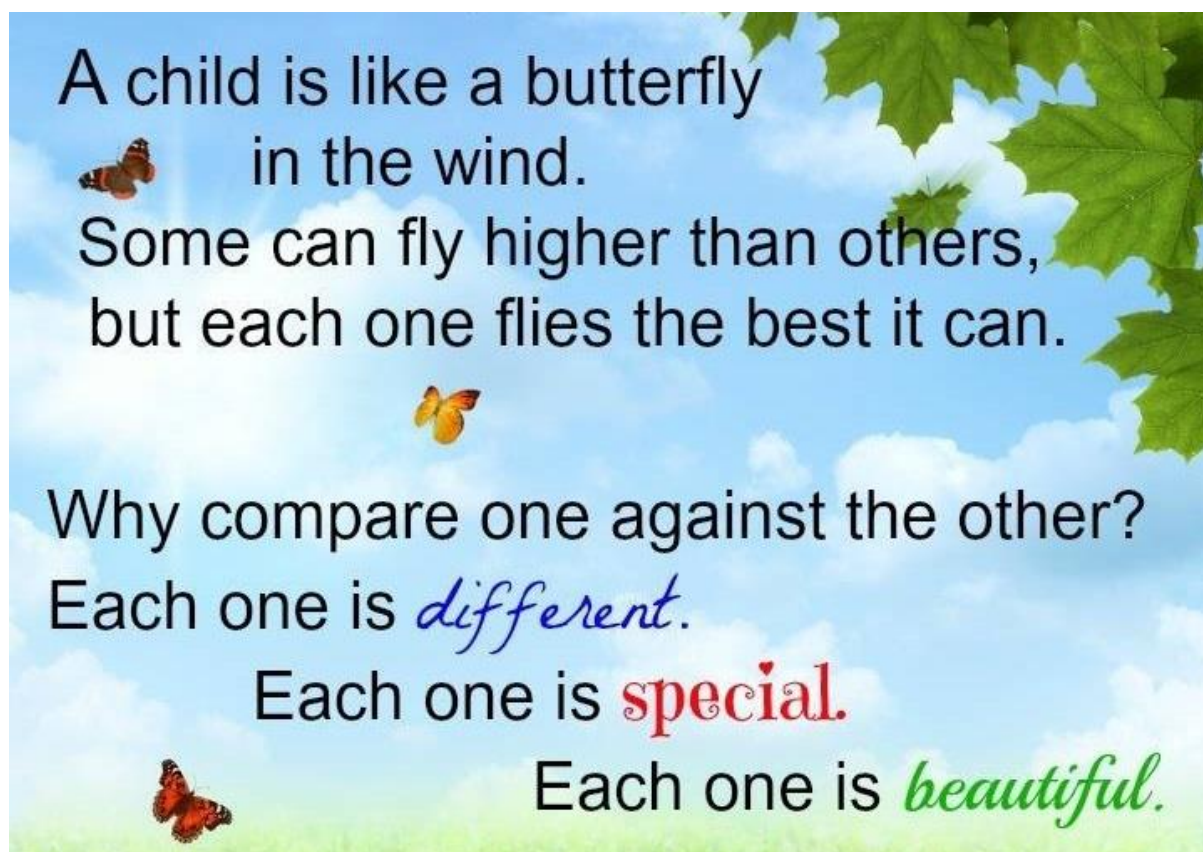 A child is like a butterfly
in the wind.
Some can fly higher than others,
but each one flies the best it can.
Why compare one against the other?
Each one is different.
Each one is special.
Each one is beautiful.